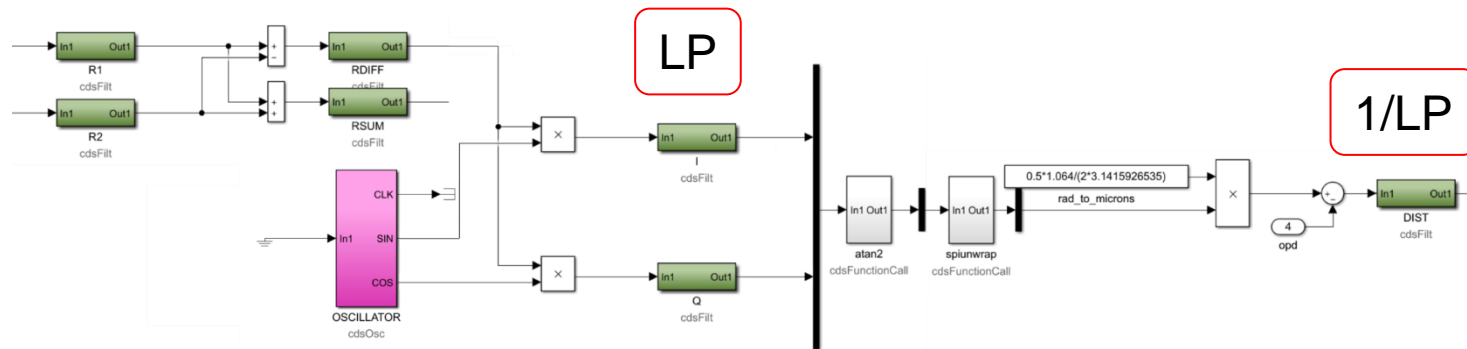 LP
1/LP
In1 Out1
R1
cdsFilt
In1 Out1
R2
cdsFilt
+
−
+
+
In1 Out1
RDIFF
cdsFilt
In1 Out1
RSUM
cdsFilt
CLK
In1
SIN
COS
OSCILLATOR
cdsOsc
×
×
In1 Out1
I
cdsFilt
In1 Out1
Q
cdsFilt
In1 Out1
atan2
cdsFunctionCall
In1 Out1
spiunwrap
cdsFunctionCall
0.5*1.064/(2*3.1415926535)
rad_to_microns
×
+
−
4
opd
In1 Out1
DIST
cdsFilt